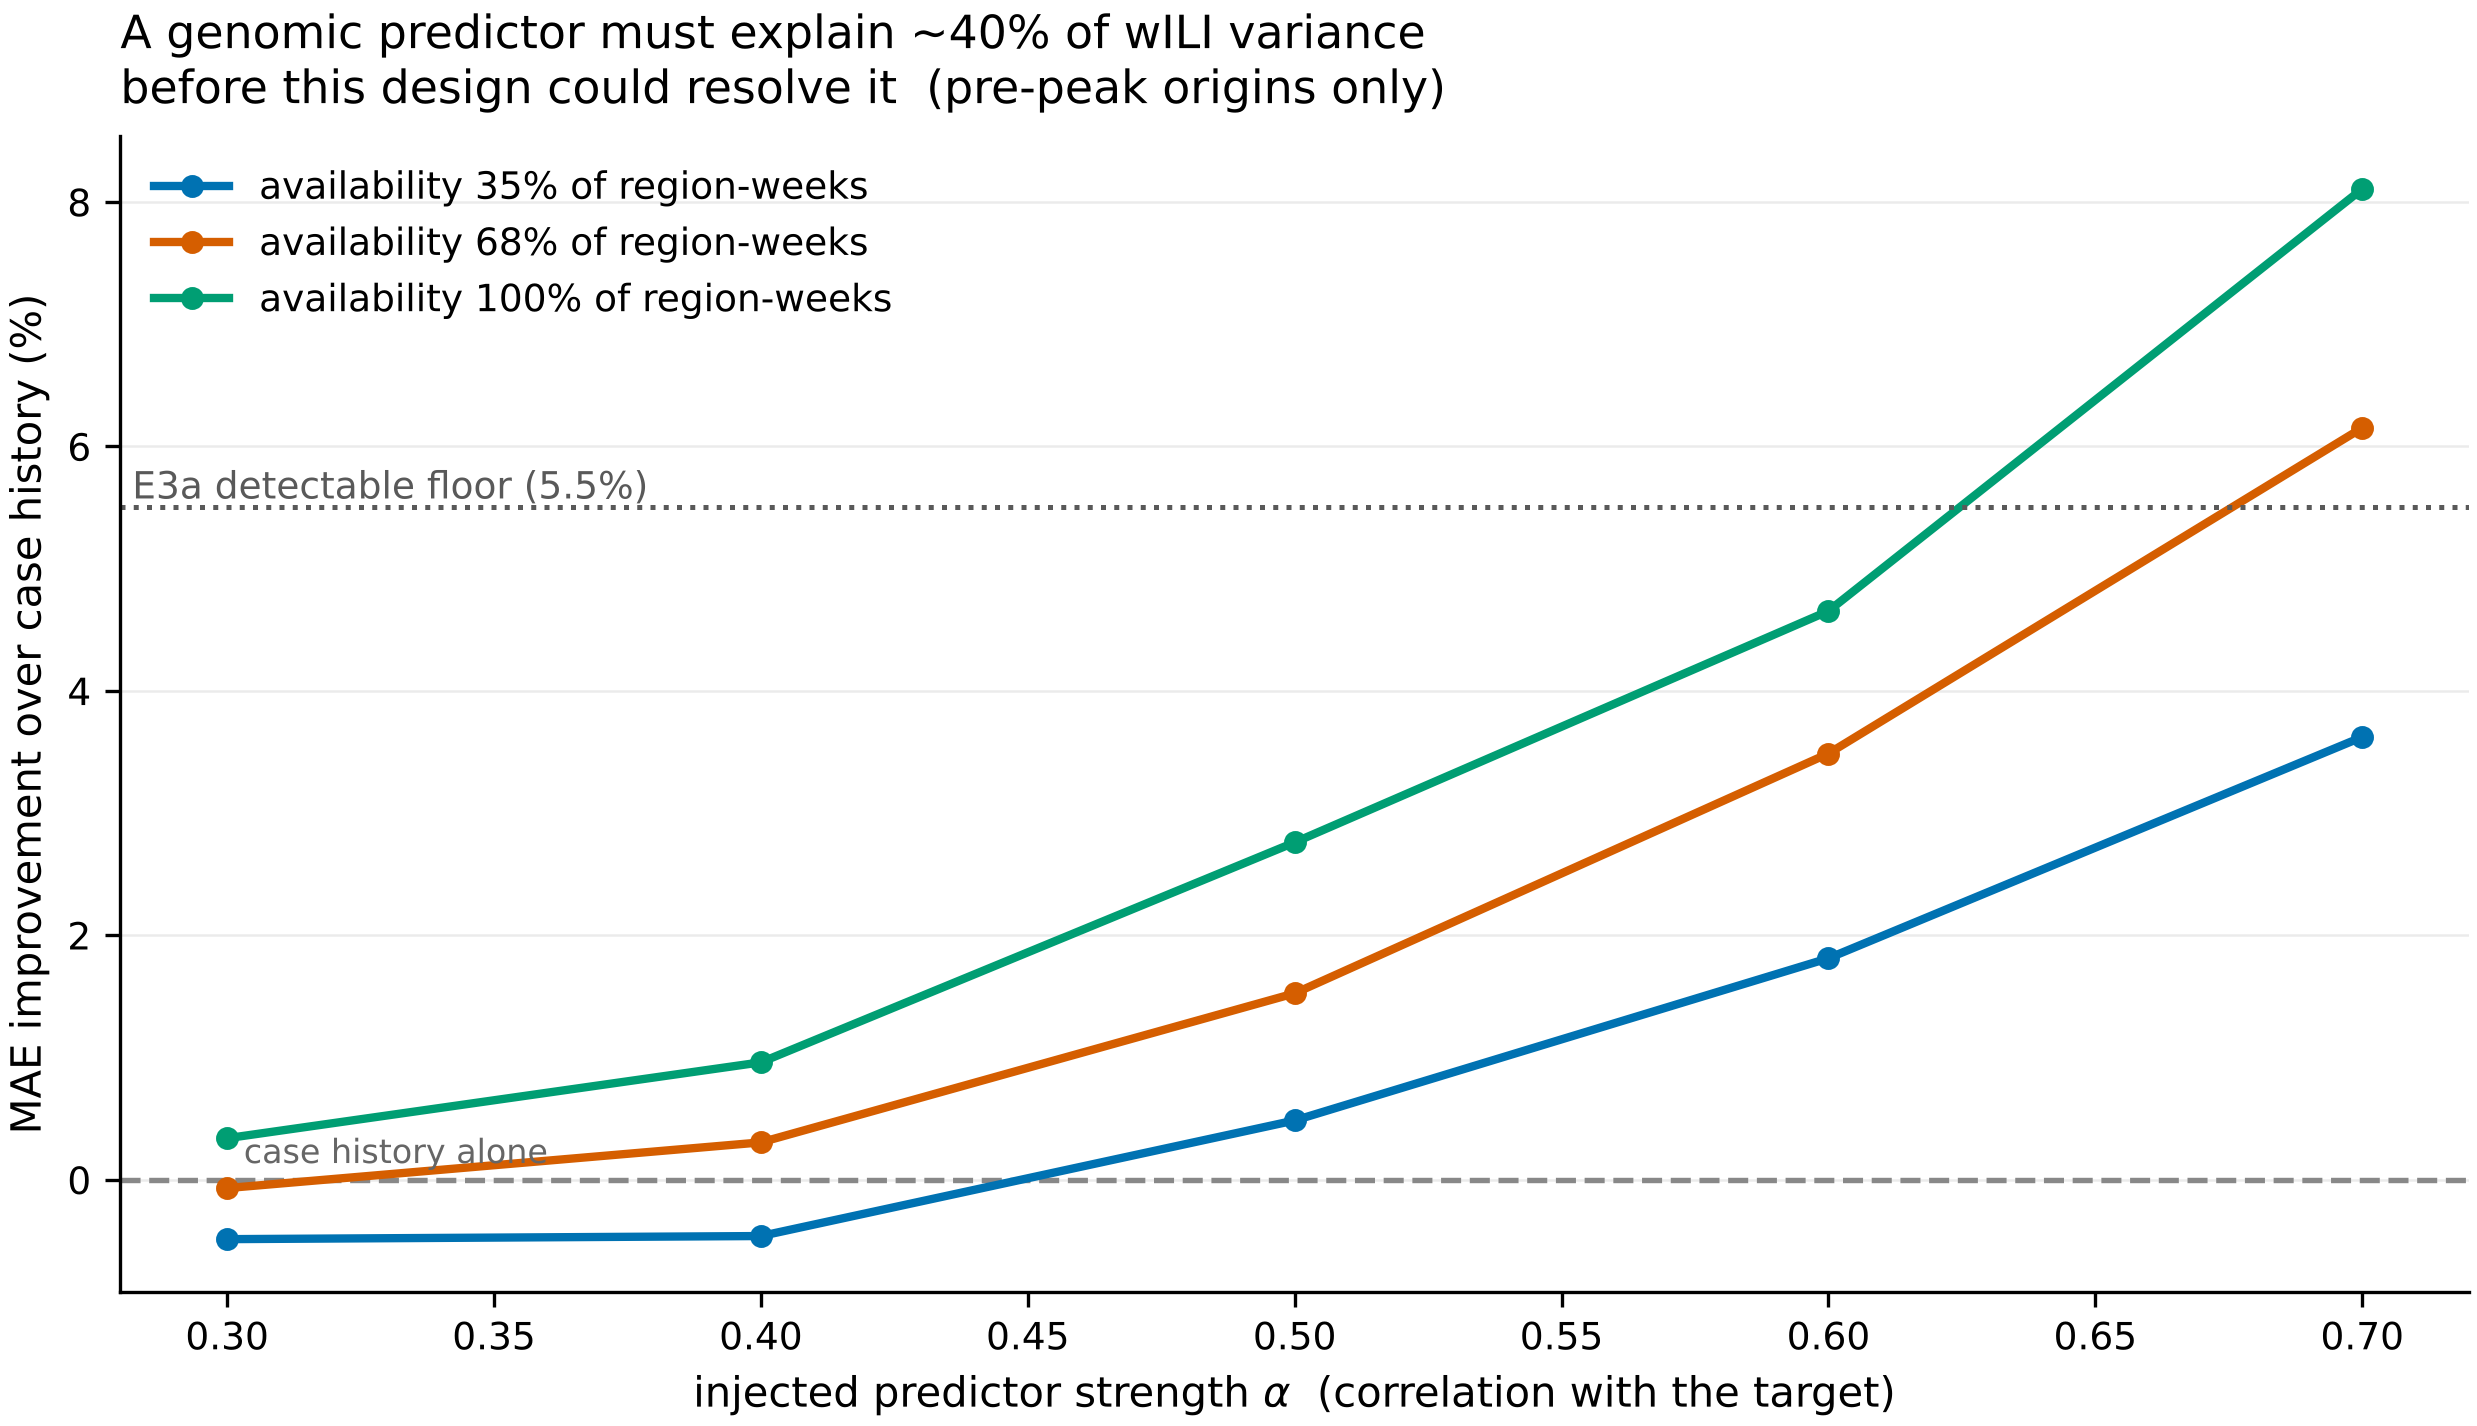 A genomic predictor must explain ~40% of wILI variance
before this design could resolve it (pre-peak origins only)
availability 35% of region-weeks
availability 68% of region-weeks
availability 100% of region-weeks
MAE improvement over case history (%)
8
6
4
2
0
E3a detectable floor (5.5%)
case history alone
0.30 0.35 0.40 0.45 0.50 0.55 0.60 0.65 0.70
injected predictor strength α (correlation with the target)